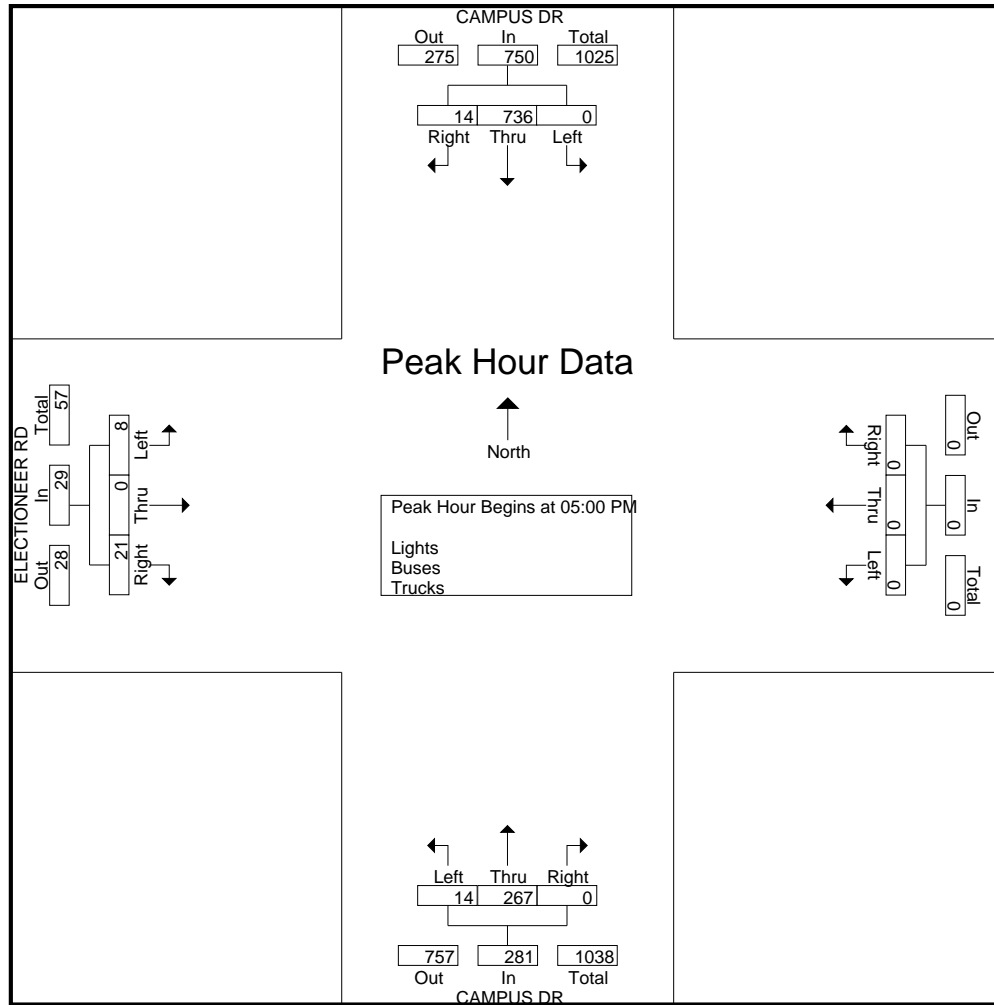 CAMPUS DR
Out In Total
275 750 1025
14 736 0
Right Thru Left
Peak Hour Data
North
Peak Hour Begins at 05:00 PM
Lights
Buses
Trucks
ELECTIONEER RD
Out In Total
28 29 57
21 0 8
Right Thru Left
Out In Total
0 0 0
0 0 0
Right Thru Left
Left Thru Right
14 267 0
757 281 1038
Out In Total
CAMPUS DR